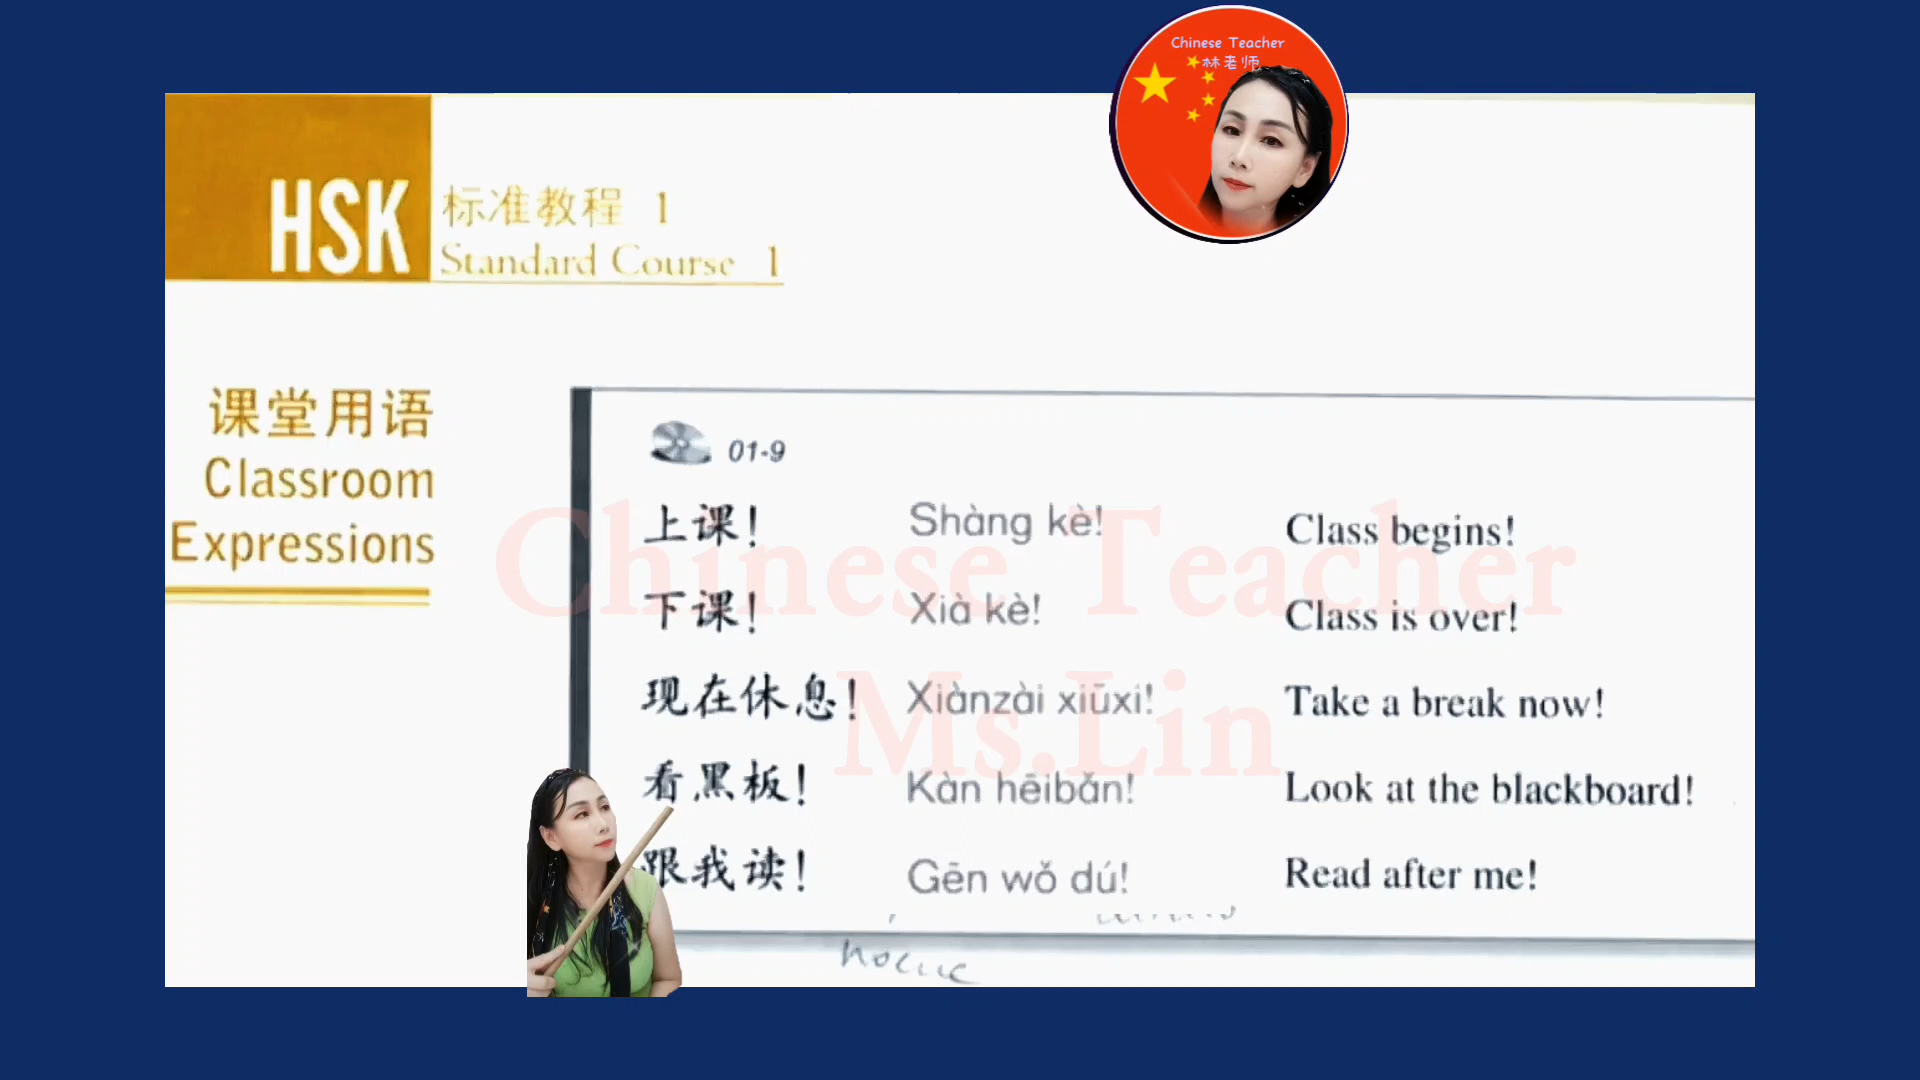 Chinese Teacher
林老师
HSK 标准教程 1
Standard Course 1
课堂用语
Classroom
Expressions
01-9
上课! Shàng kè! Class begins!
下课! Xià kè! Class is over!
现在休息! Xiànzài xiūxi! Take a break now!
看黑板! Kàn hēibǎn! Look at the blackboard!
跟我读! Gēn wǒ dú! Read after me!
Chinese Teacher
Ms.Lin